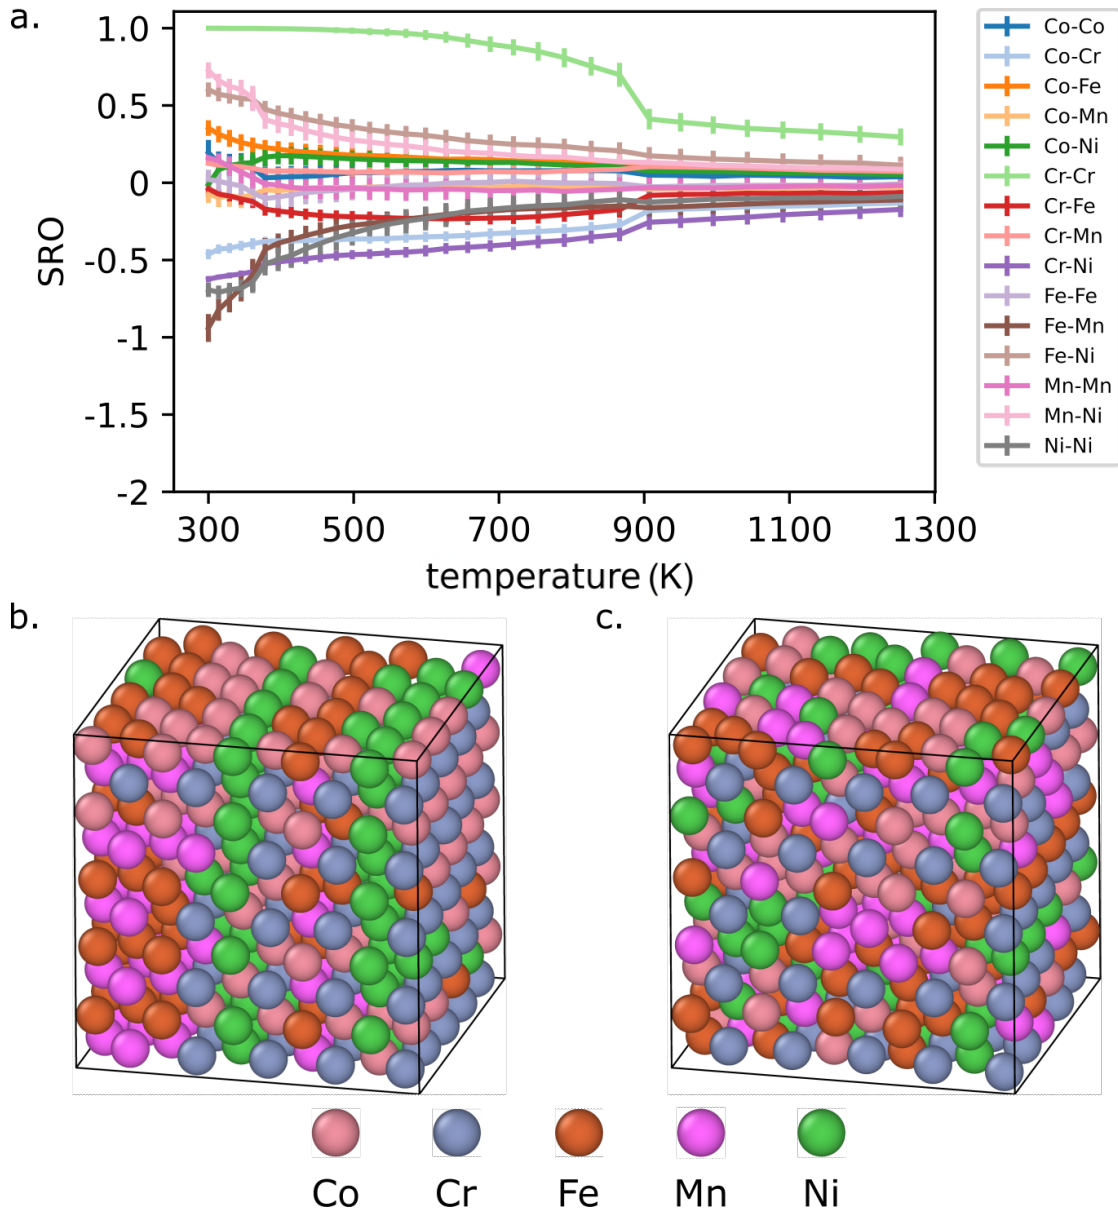 a.
SRO
1.0
0.5
0
-0.5
-1
-1.5
-2
300 500 700 900 1100 1300
temperature (K)
Co-Co
Co-Cr
Co-Fe
Co-Mn
Co-Ni
Cr-Cr
Cr-Fe
Cr-Mn
Cr-Ni
Fe-Fe
Fe-Mn
Fe-Ni
Mn-Mn
Mn-Ni
Ni-Ni
b.
c.
Co Cr Fe Mn Ni